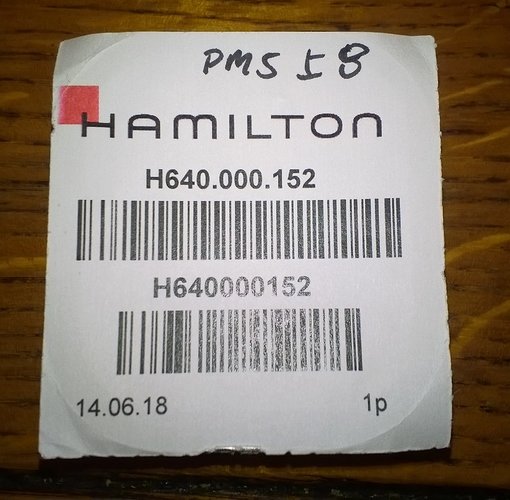 PMS 58
HAMILTON
H640.000.152
H640000152
14.06.18 1p